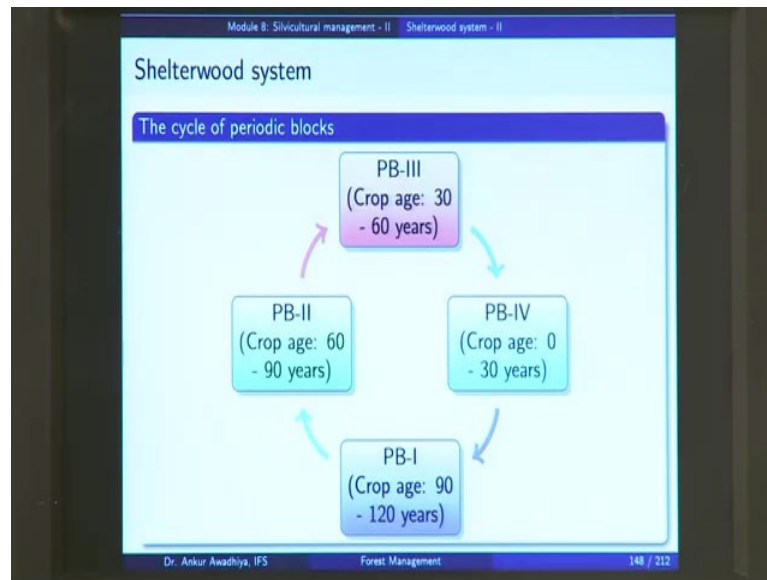 Module 8: Silvicultural management - II Shelterwood system - II
Shelterwood system
The cycle of periodic blocks
PB-III
(Crop age: 30
- 60 years)
PB-II
(Crop age: 60
- 90 years)
PB-IV
(Crop age: 0
- 30 years)
PB-I
(Crop age: 90
- 120 years)
Dr. Ankur Awadhiya, IFS Forest Management 148 / 212